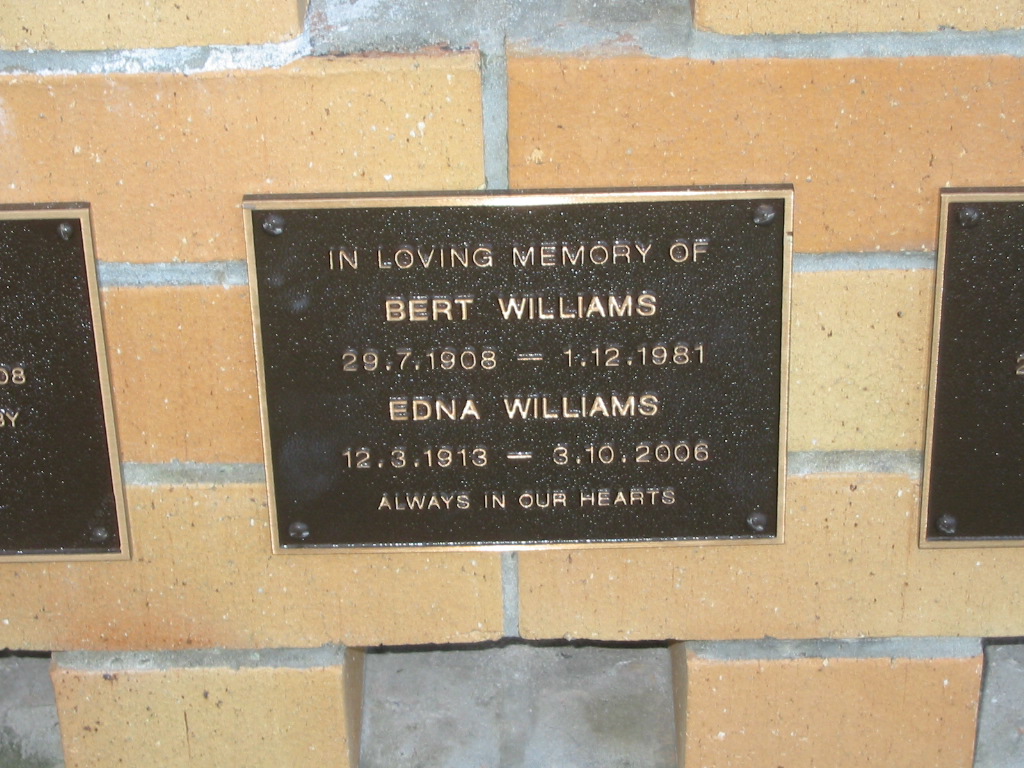 IN LOVING MEMORY OF
BERT WILLIAMS
29.7.1908 — 1.12.1981
EDNA WILLIAMS
12.3.1913 — 3.10.2006
ALWAYS IN OUR HEARTS